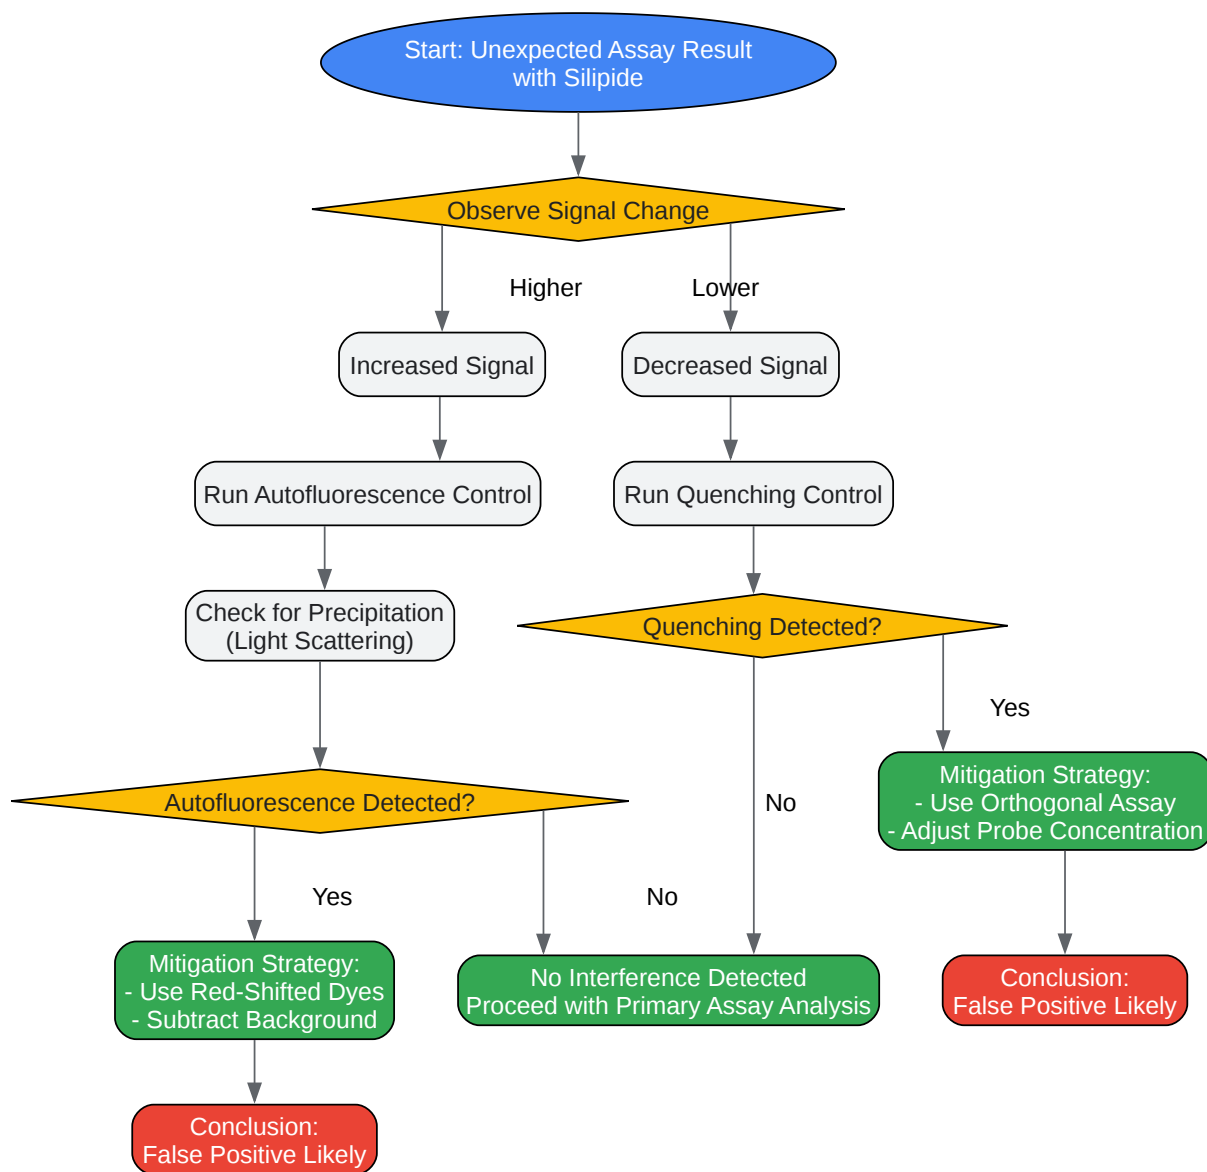 Start: Unexpected Assay Result
with Silipide
Observe Signal Change
Higher
Lower
Increased Signal
Decreased Signal
Run Autofluorescence Control
Run Quenching Control
Check for Precipitation
(Light Scattering)
Quenching Detected?
Yes
Mitigation Strategy:
- Use Orthogonal Assay
- Adjust Probe Concentration
Autofluorescence Detected?
No
Yes
No
Mitigation Strategy:
- Use Red-Shifted Dyes
- Subtract Background
No Interference Detected
Proceed with Primary Assay Analysis
Conclusion:
False Positive Likely
Conclusion:
False Positive Likely